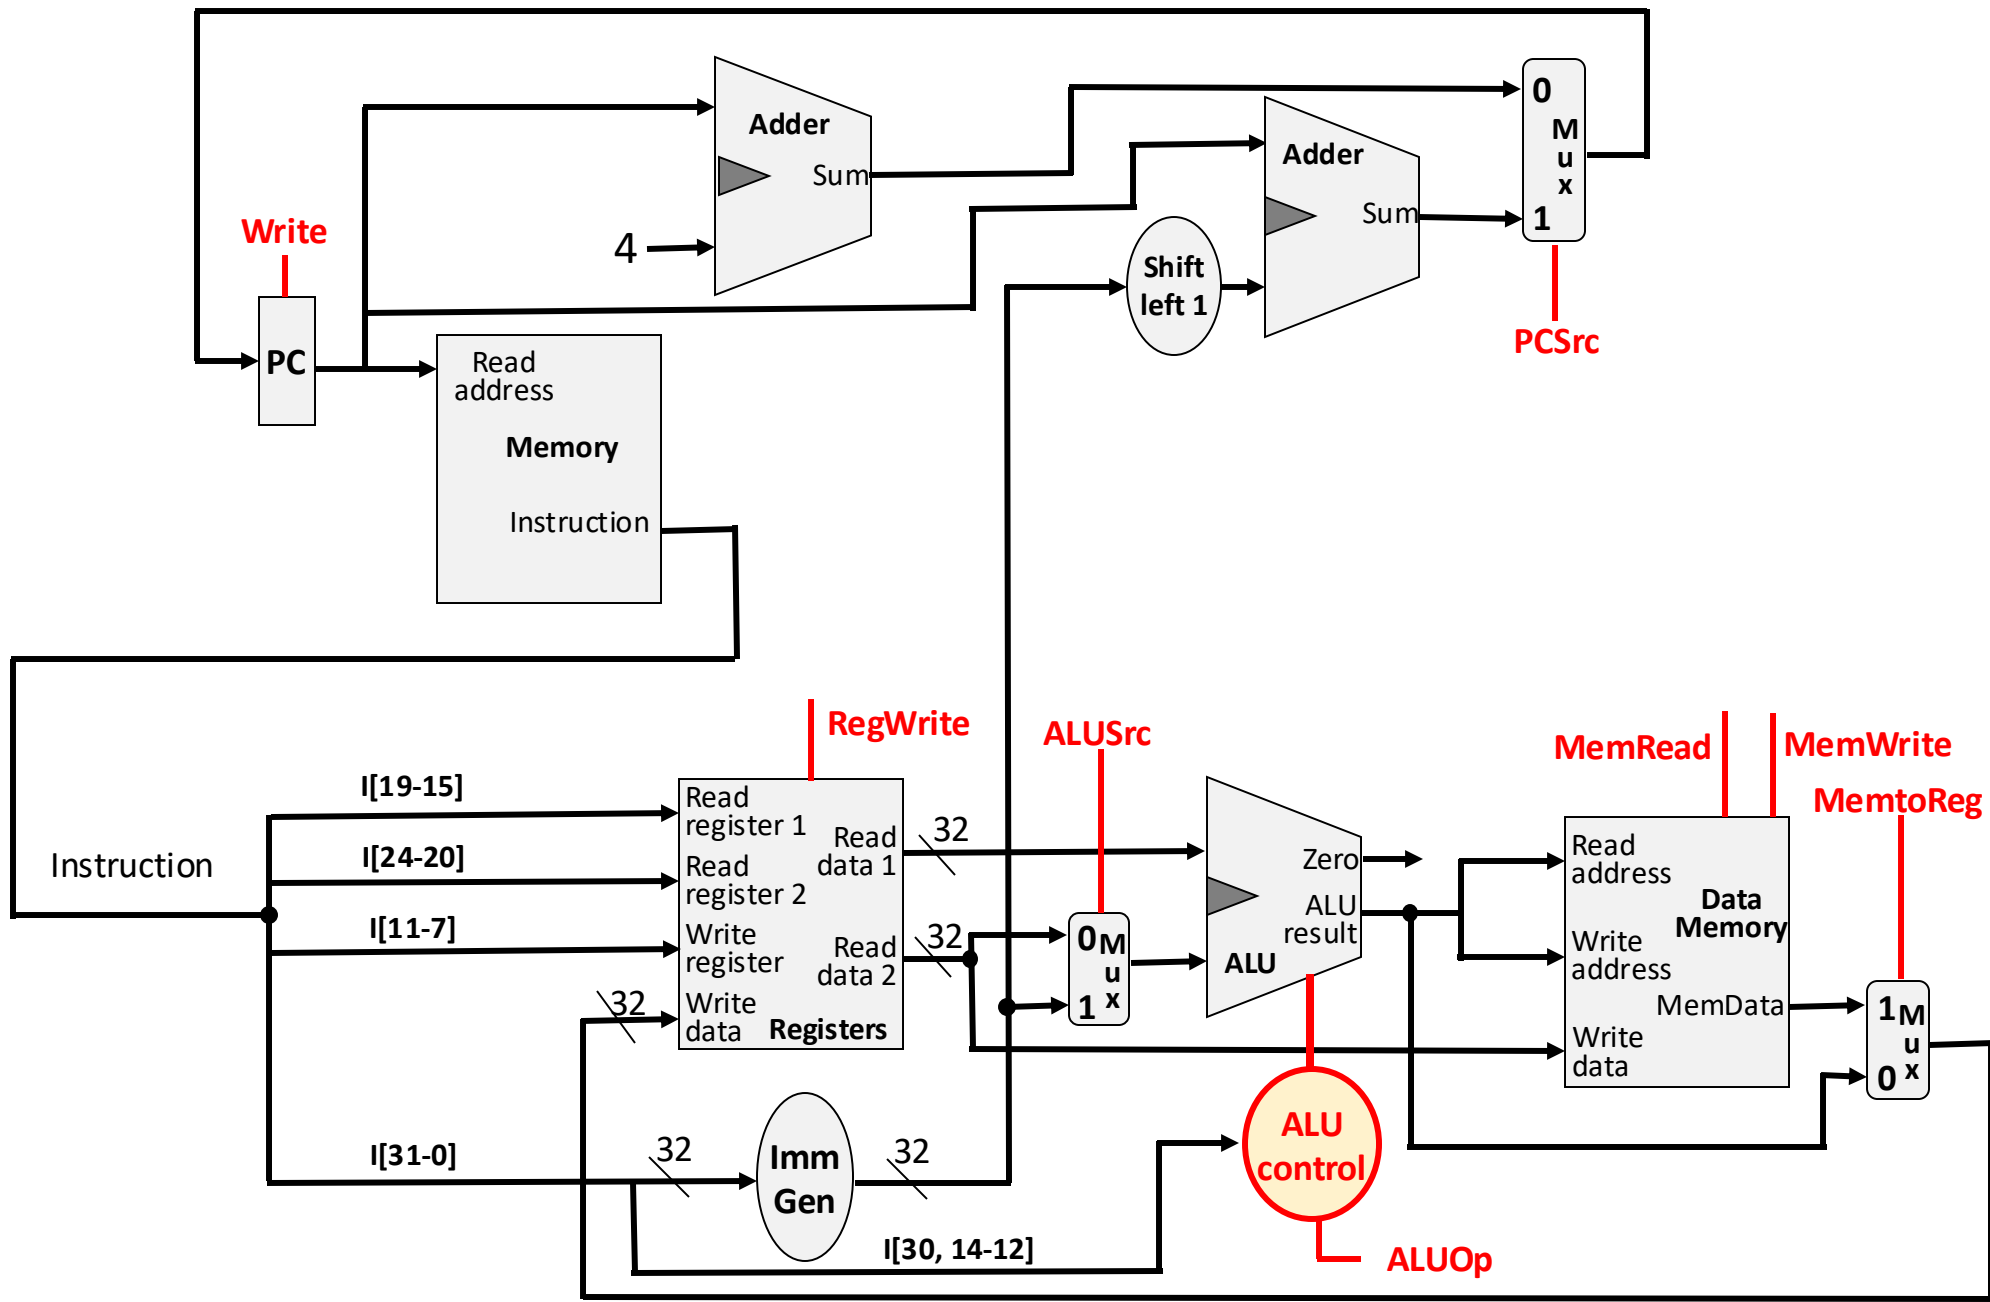 Write
PC
Read
address
Memory
Instruction
Adder
Sum
4
Adder
Sum
Shift
left 1
0
M
u
x
1
PCSrc
Instruction
I[19-15]
I[24-20]
I[11-7]
I[31-0]
RegWrite
Read
register 1
Read
register 2
Write
register
Write
data
Read
data 1
Read
data 2
Registers
32
32
32
32
Imm
Gen
32
I[30, 14-12]
ALUSrc
0
M
u
x
1
Zero
ALU
result
ALU
ALU
control
ALUOp
MemRead
MemWrite
MemtoReg
Read
address
Data
Memory
Write
address
MemData
Write
data
1
M
u
x
0